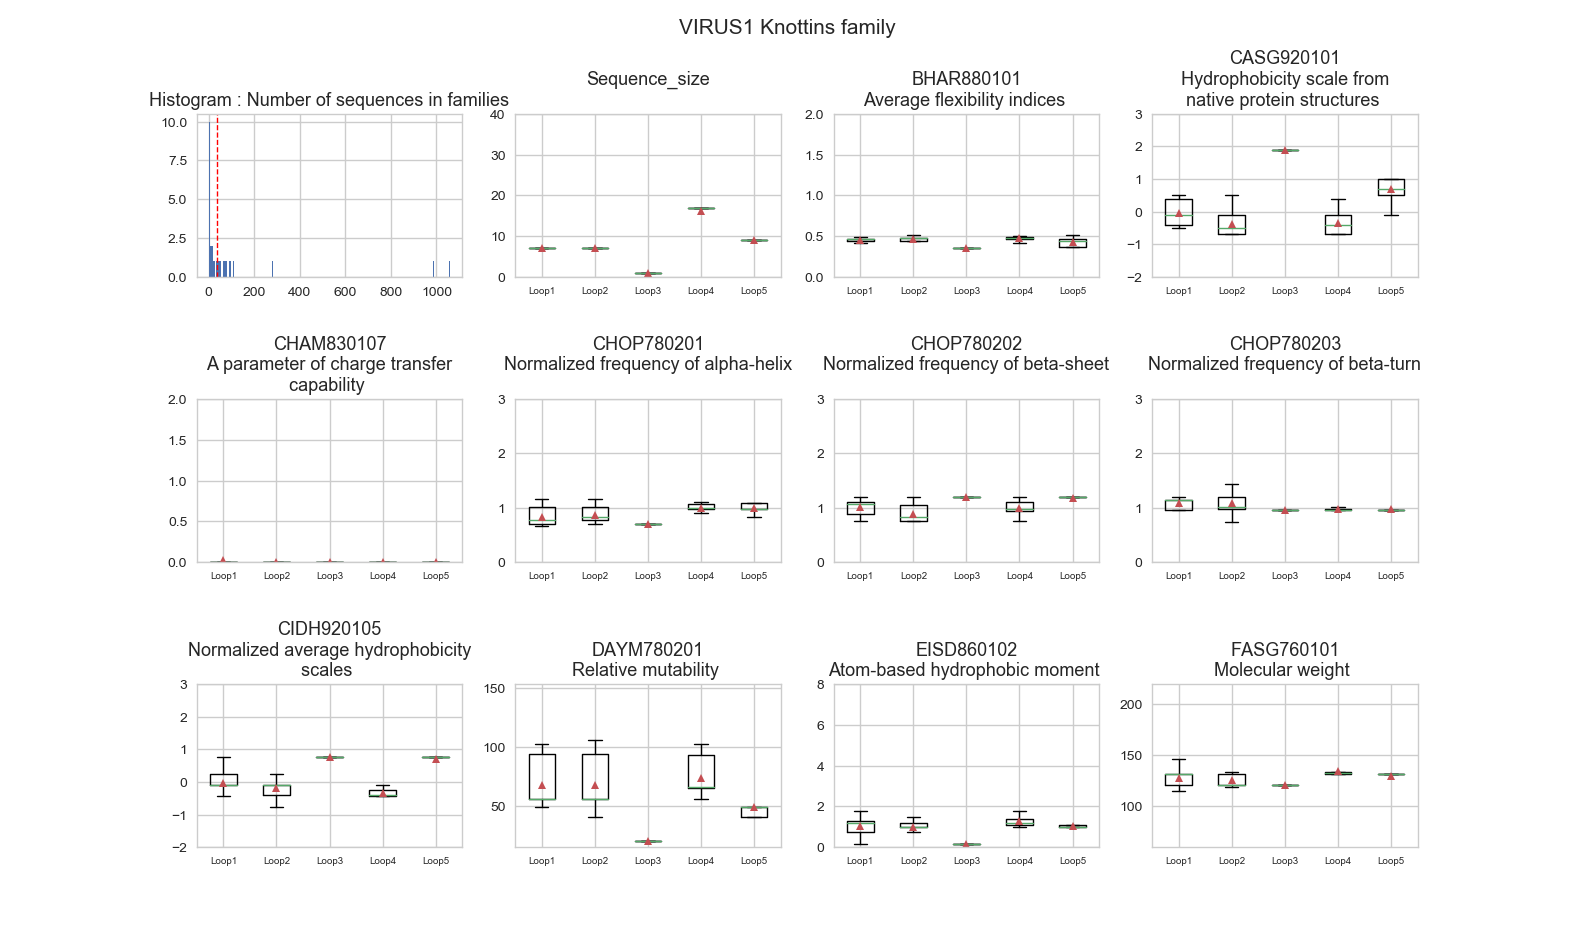 VIRUS1 Knottins family
Histogram : Number of sequences in families
10.0
7.5
5.0
2.5
0.0
0 200 400 600 800 1000
Sequence_size
40
30
20
10
0
Loop1 Loop2 Loop3 Loop4 Loop5
BHAR880101
Average flexibility indices
2.0
1.5
1.0
0.5
0.0
Loop1 Loop2 Loop3 Loop4 Loop5
CASG920101
Hydrophobicity scale from
native protein structures
3
2
1
0
−1
−2
Loop1 Loop2 Loop3 Loop4 Loop5
CHAM830107
A parameter of charge transfer
capability
2.0
1.5
1.0
0.5
0.0
Loop1 Loop2 Loop3 Loop4 Loop5
CHOP780201
Normalized frequency of alpha-helix
3
2
1
0
Loop1 Loop2 Loop3 Loop4 Loop5
CHOP780202
Normalized frequency of beta-sheet
3
2
1
0
Loop1 Loop2 Loop3 Loop4 Loop5
CHOP780203
Normalized frequency of beta-turn
3
2
1
0
Loop1 Loop2 Loop3 Loop4 Loop5
CIDH920105
Normalized average hydrophobicity
scales
3
2
1
0
−1
−2
Loop1 Loop2 Loop3 Loop4 Loop5
DAYM780201
Relative mutability
150
100
50
Loop1 Loop2 Loop3 Loop4 Loop5
EISD860102
Atom-based hydrophobic moment
8
6
4
2
0
Loop1 Loop2 Loop3 Loop4 Loop5
FASG760101
Molecular weight
200
150
100
Loop1 Loop2 Loop3 Loop4 Loop5